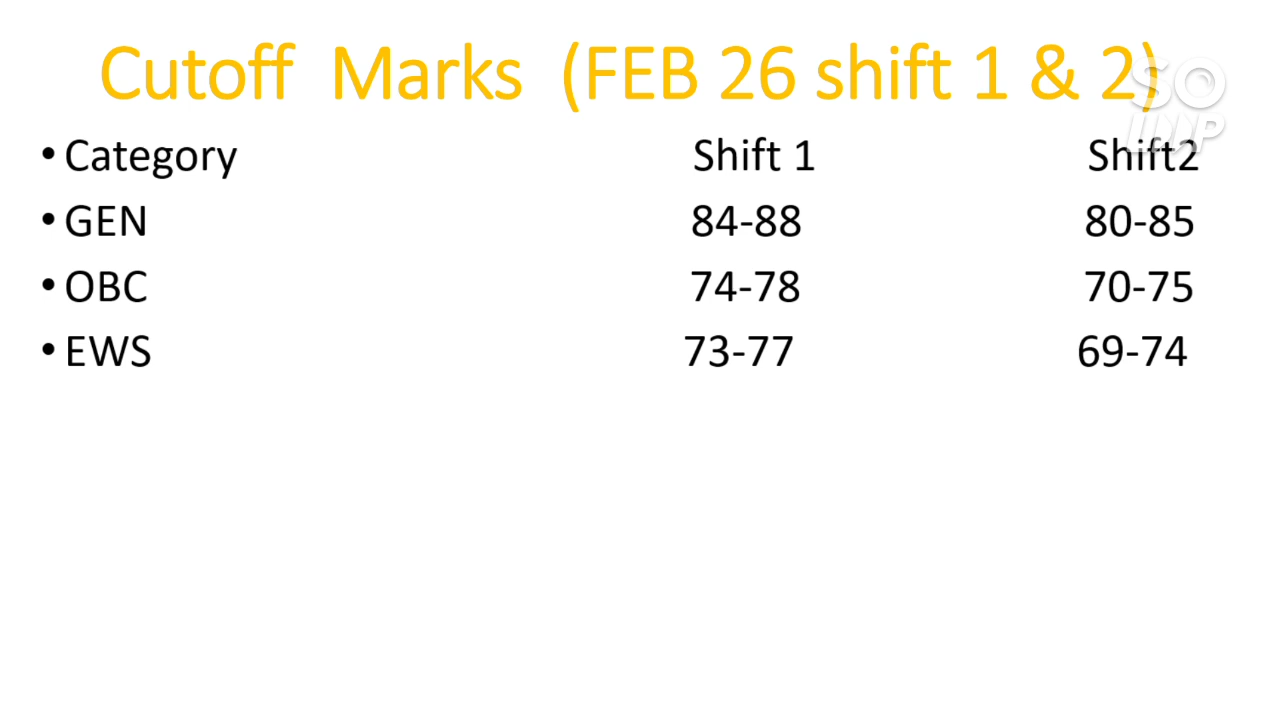 Cutoff Marks (FEB 26 shift 1 & 2)
• Category Shift 1 Shift2
• GEN 84-88 80-85
• OBC 74-78 70-75
• EWS 73-77 69-74